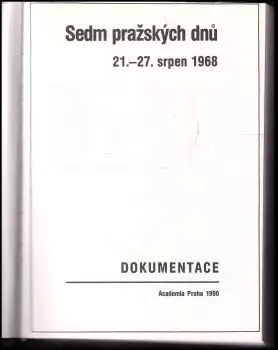 Sedm pražských dnů
21.–27. srpen 1968
DOKUMENTACE
Academia Praha 1990